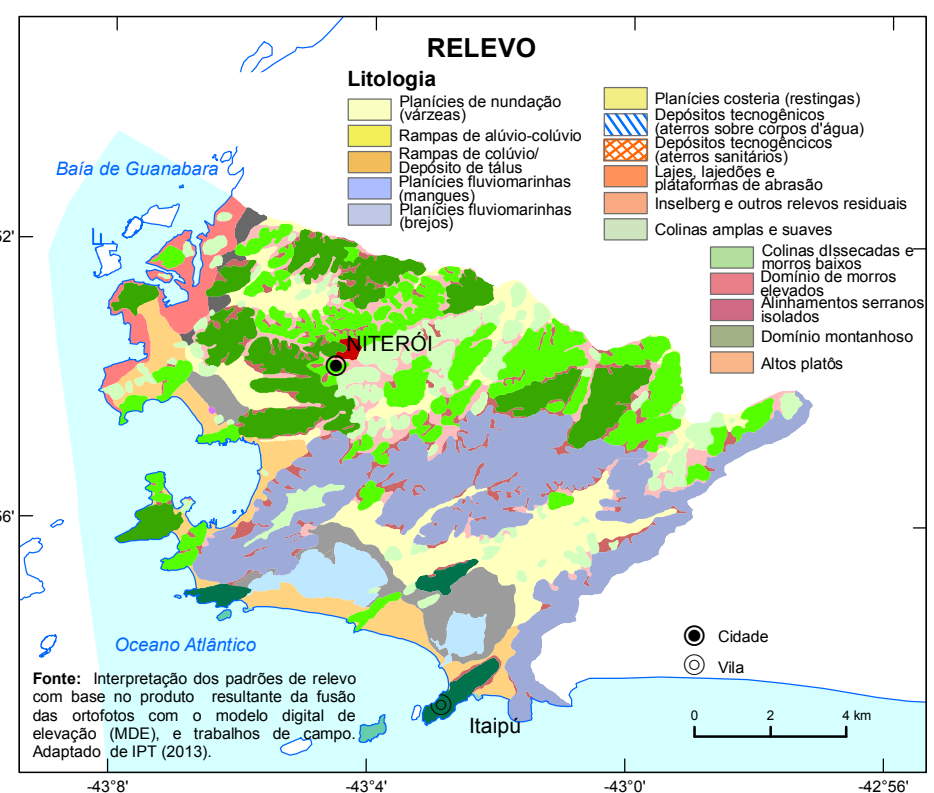 RELEVO
Litologia
Planícies de nundação
(várzeas)
Rampas de alúvio-colúvio
Rampas de colúvio/
Depósito de tálus
Planícies fluviomarinhas
(mangues)
Planícies fluviomarinhas
(brejos)
Planícies costeria (restingas)
Depósitos tecnogênicos
(aterros sobre corpos d'água)
Depósitos tecnogêncicos
(aterros sanitários)
Lajes, lajedões e
plataformas de abrasão
Inselberg e outros relevos residuais
Colinas amplas e suaves
Colinas dIssecadas e
morros baixos
Domínio de morros
elevados
Alinhamentos serranos
isolados
Domínio montanhoso
Altos platôs
Baía de Guanabara
52'
NITERÓI
56'
Oceano Atlântico
Cidade
Vila
Itaipú
0 2 4 km
Fonte: Interpretação dos padrões de relevo
com base no produto resultante da fusão
das ortofotos com o modelo digital de
elevação (MDE), e trabalhos de campo.
Adaptado de IPT (2013).
-43°8' -43°4' -43°0' -42°56'